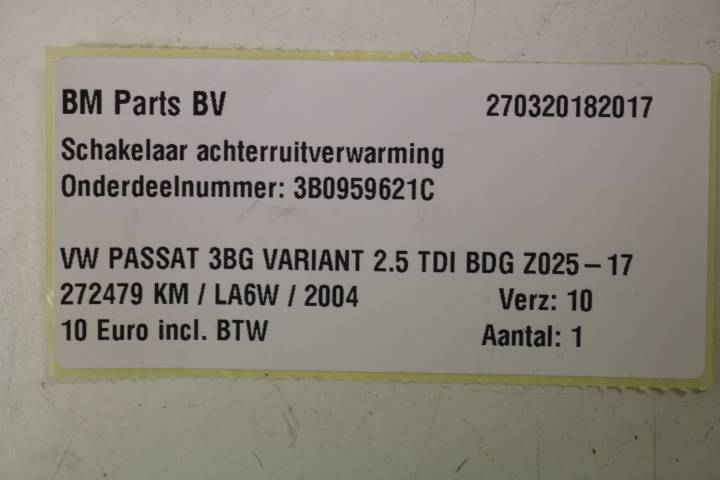 BM Parts BV 270320182017
Schakelaar achterruitverwarming
Onderdeelnummer: 3B0959621C
VW PASSAT 3BG VARIANT 2.5 TDI BDG Z025-17
272479 KM / LA6W / 2004 Verz: 10
10 Euro incl. BTW Aantal: 1